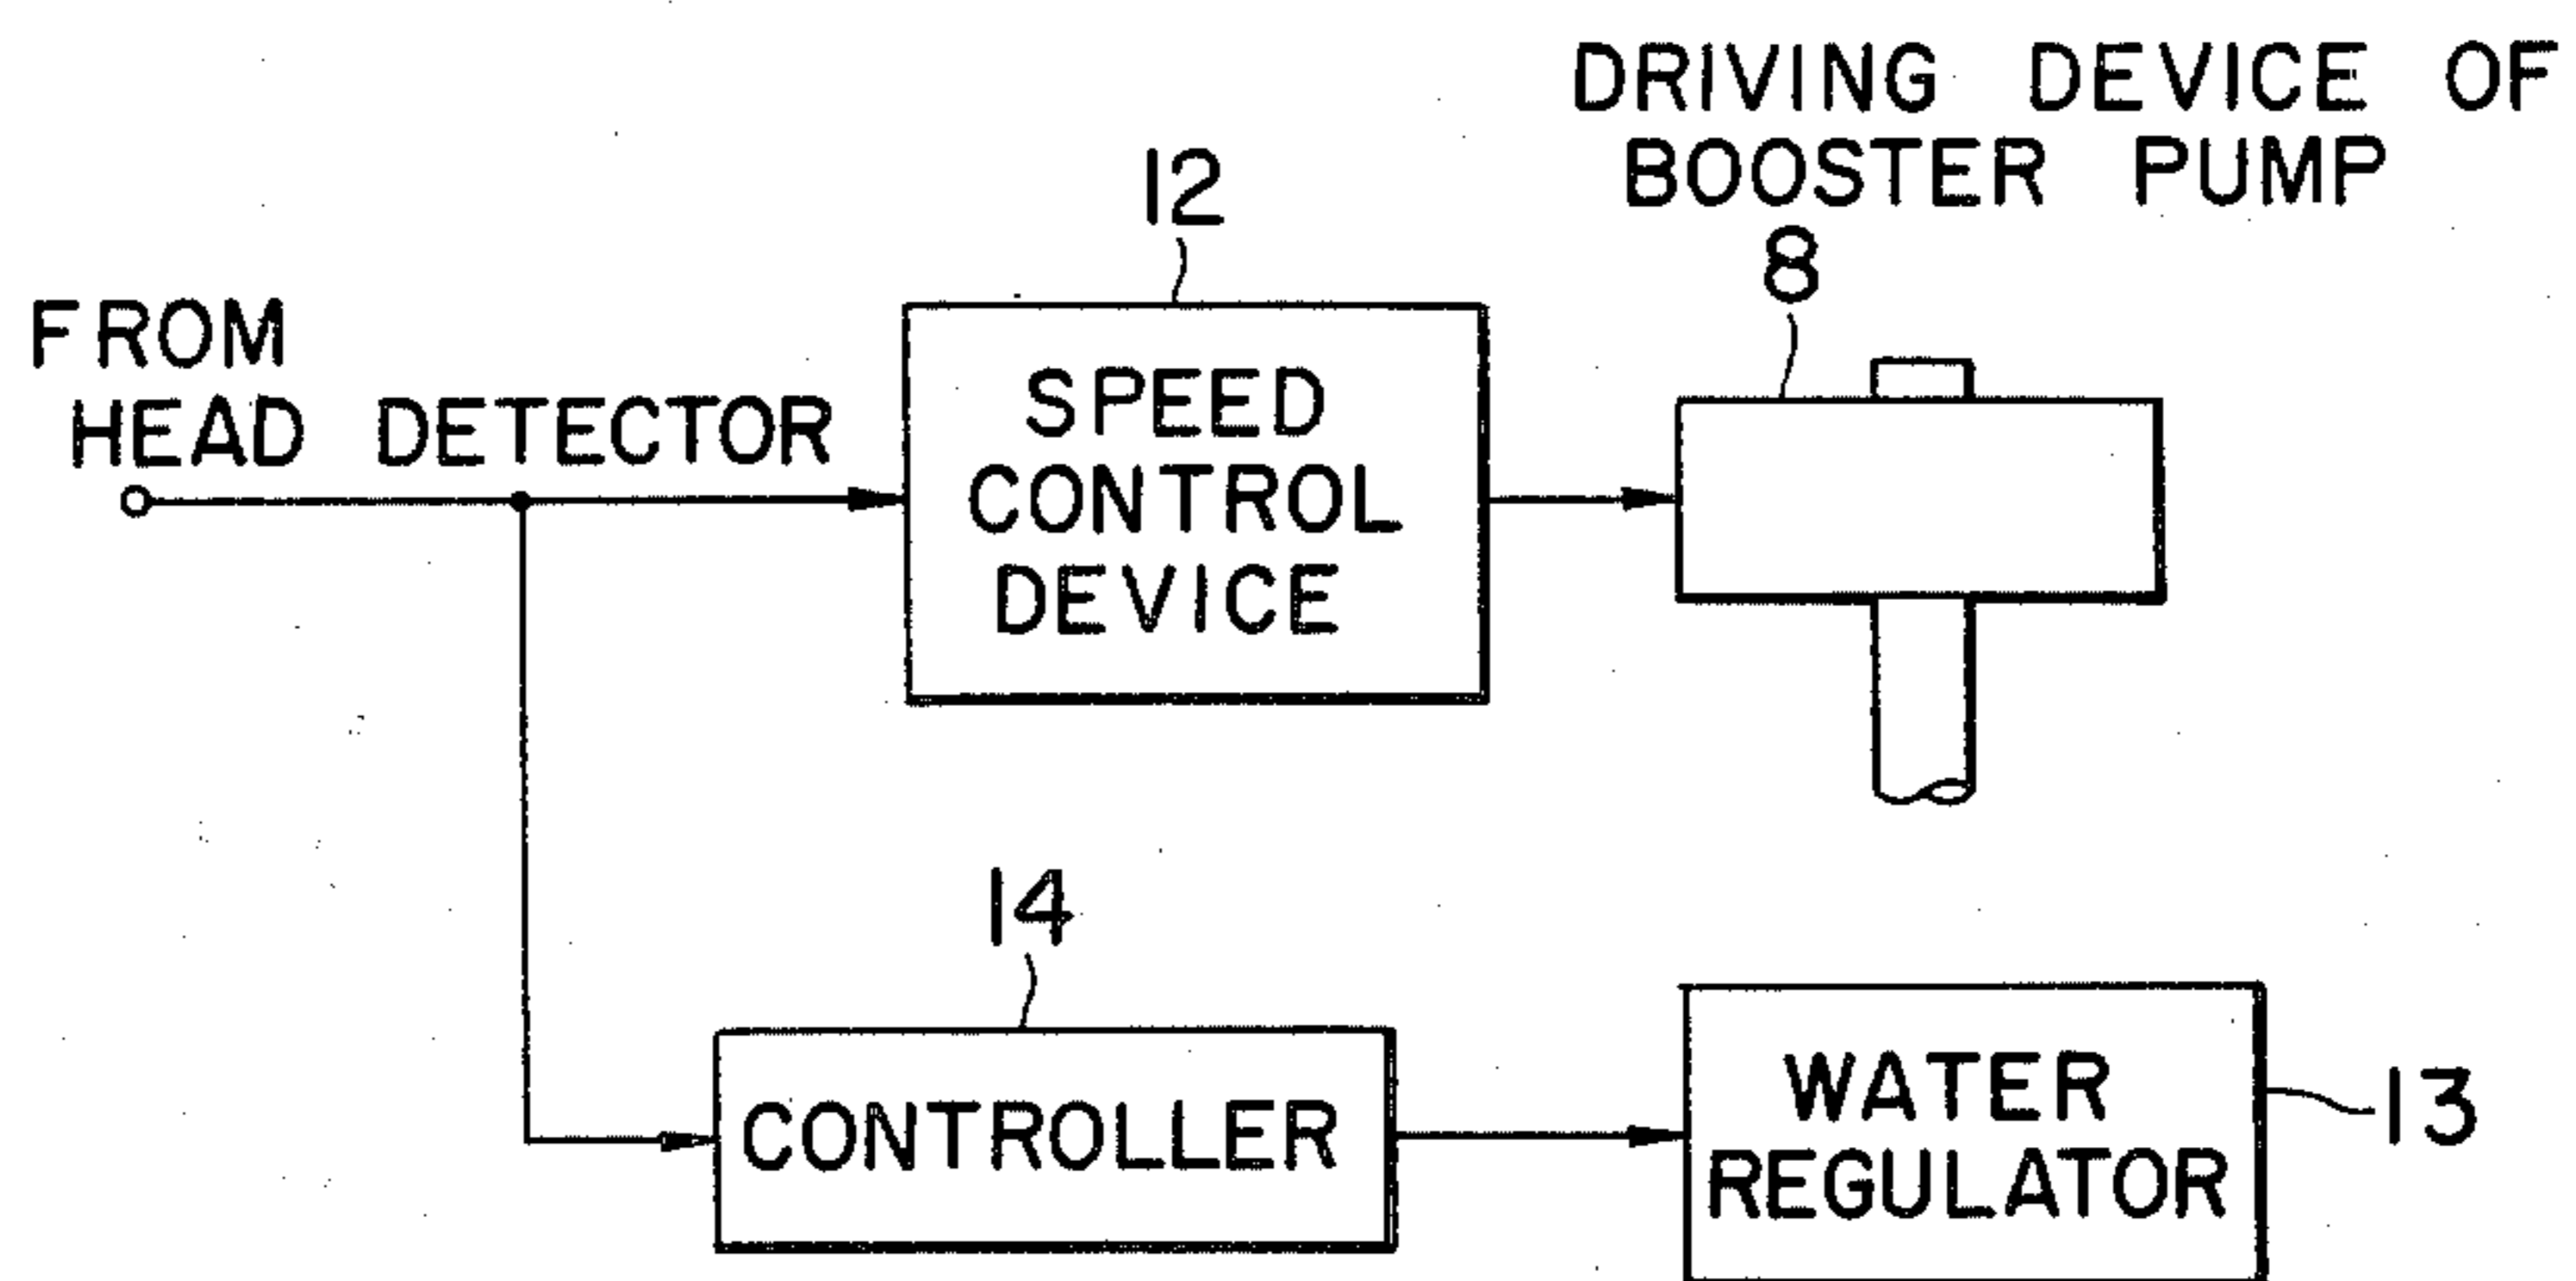 DRIVING DEVICE OF
BOOSTER PUMP
8
12
FROM
HEAD DETECTOR
SPEED
CONTROL
DEVICE
14
CONTROLLER
WATER
REGULATOR
13